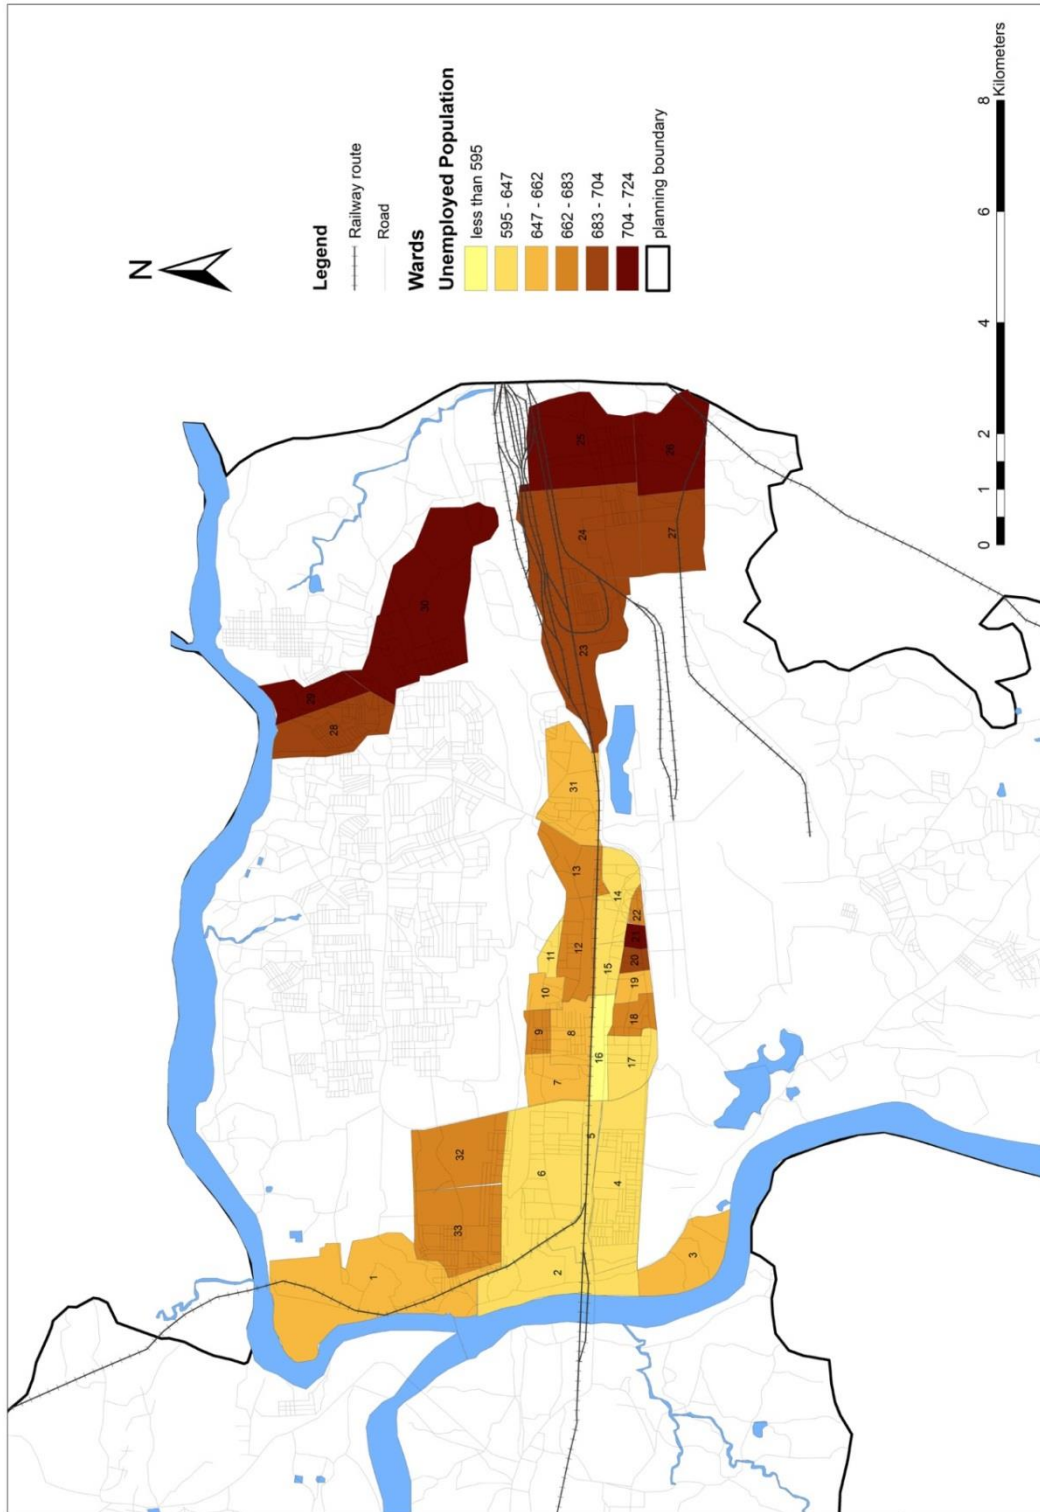 N
Legend
Railway route
Road
Wards
Unemployed Population
less than 595
595 - 647
647 - 662
662 - 683
683 - 704
704 - 724
planning boundary
29
28
1
30
33
32
9
6
10
11
2
7
8
31
13
12
25
24
23
5
16
15
4
14
17
18
19
20
21
22
26
27
3
0 1 2 4 6 8
Kilometers